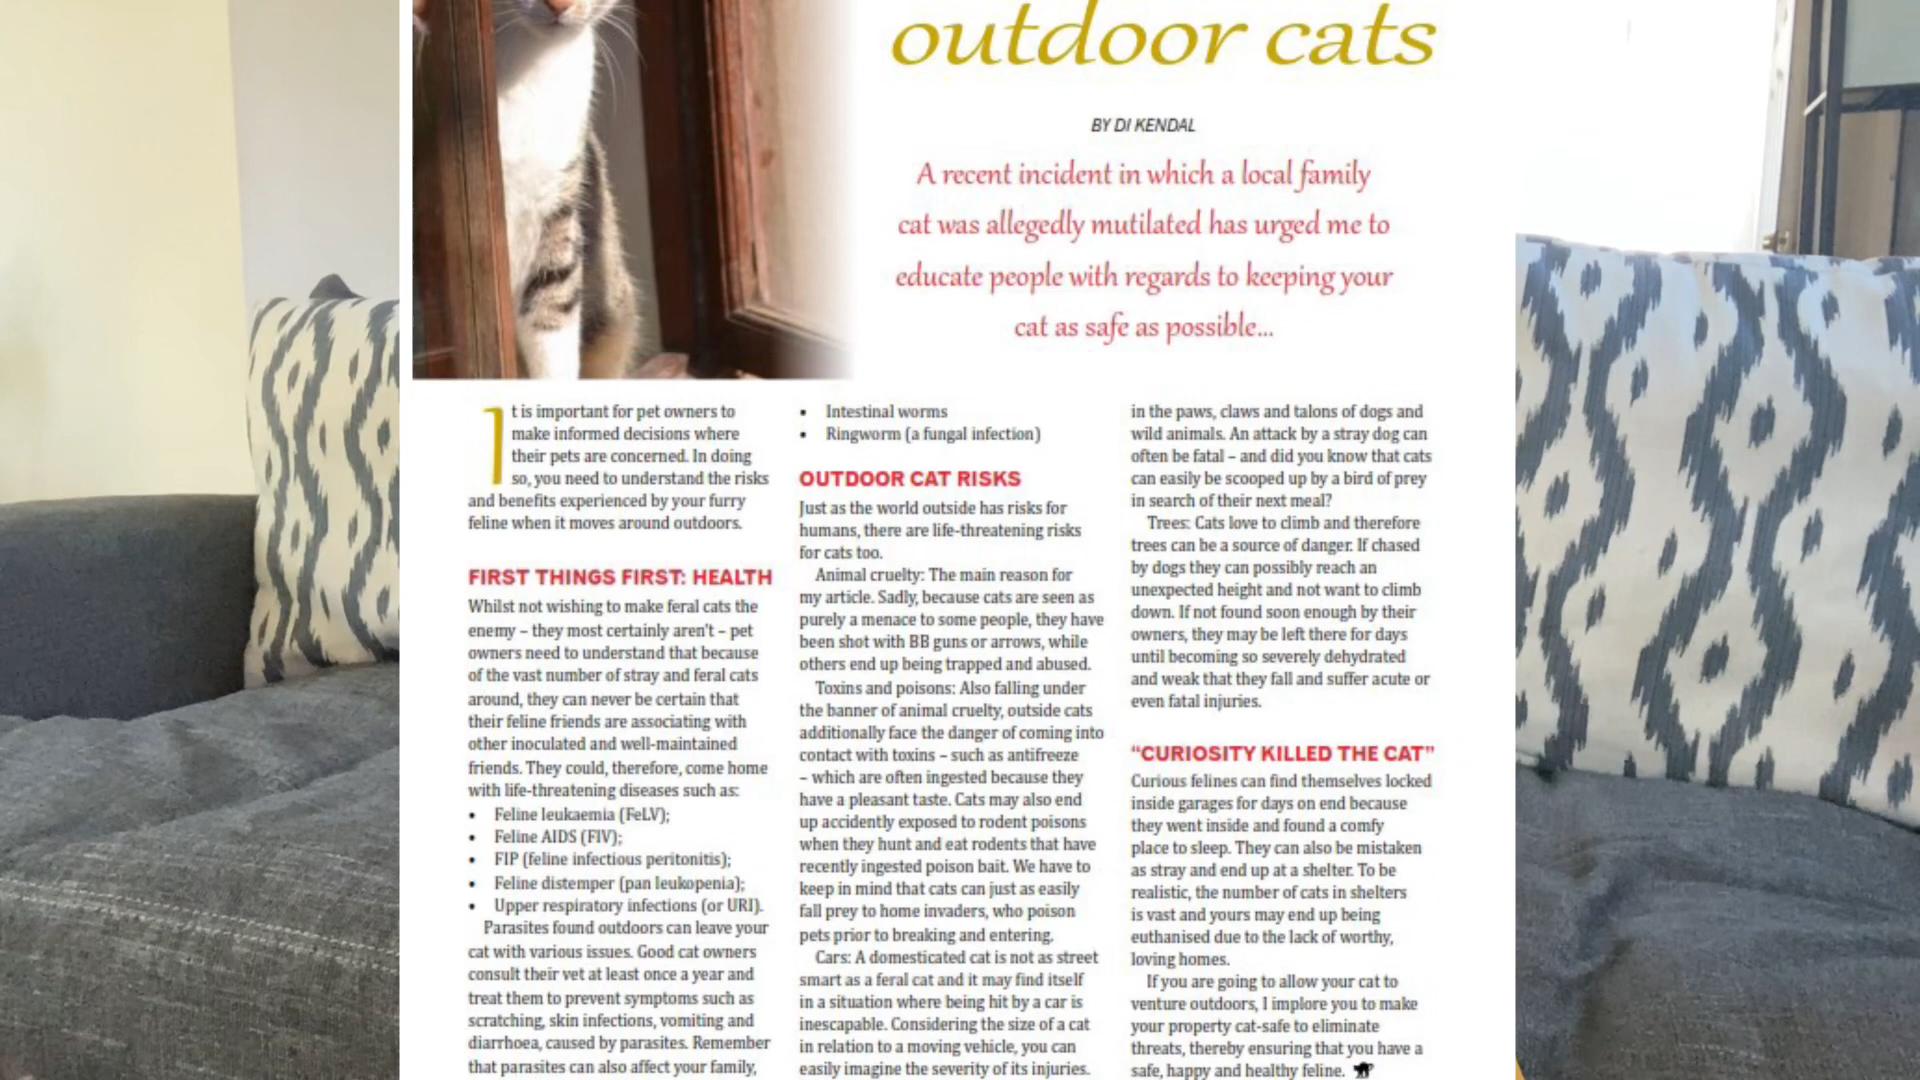 outdoor cats
BY DI KENDAL
A recent incident in which a local family
cat was allegedly mutilated has urged me to
educate people with regards to keeping your
cat as safe as possible...
It is important for pet owners to
make informed decisions where
their pets are concerned. In doing
so, you need to understand the risks
and benefits experienced by your furry
feline when it moves around outdoors.
FIRST THINGS FIRST: HEALTH
Whilst not wishing to make feral cats the
enemy – they most certainly aren't – pet
owners need to understand that because
of the vast number of stray and feral cats
around, they can never be certain that
their feline friends are associating with
other inoculated and well-maintained
friends. They could, therefore, come home
with life-threatening diseases such as:
• Feline leukaemia (FeLV);
• Feline AIDS (FIV);
• FIP (feline infectious peritonitis);
• Feline distemper (pan leukopenia);
• Upper respiratory infections (or URI).
Parasites found outdoors can leave your
cat with various issues. Good cat owners
consult their vet at least once a year and
treat them to prevent symptoms such as
scratching, skin infections, vomiting and
diarrhoea, caused by parasites. Remember
that parasites can also affect your family,
• Intestinal worms
• Ringworm (a fungal infection)
OUTDOOR CAT RISKS
Just as the world outside has risks for
humans, there are life-threatening risks
for cats too.
Animal cruelty: The main reason for
my article. Sadly, because cats are seen as
purely a menace to some people, they have
been shot with BB guns or arrows, while
others end up being trapped and abused.
Toxins and poisons: Also falling under
the banner of animal cruelty, outside cats
additionally face the danger of coming into
contact with toxins – such as antifreeze
– which are often ingested because they
have a pleasant taste. Cats may also end
up accidently exposed to rodent poisons
when they hunt and eat rodents that have
recently ingested poison bait. We have to
keep in mind that cats can just as easily
fall prey to home invaders, who poison
pets prior to breaking and entering.
Cars: A domesticated cat is not as street
smart as a feral cat and it may find itself
in a situation where being hit by a car is
inescapable. Considering the size of a cat
in relation to a moving vehicle, you can
easily imagine the severity of its injuries.
in the paws, claws and talons of dogs and
wild animals. An attack by a stray dog can
often be fatal – and did you know that cats
can easily be scooped up by a bird of prey
in search of their next meal?
Trees: Cats love to climb and therefore
trees can be a source of danger. If chased
by dogs they can possibly reach an
unexpected height and not want to climb
down. If not found soon enough by their
owners, they may be left there for days
until becoming so severely dehydrated
and weak that they fall and suffer acute or
even fatal injuries.
“CURIOSITY KILLED THE CAT”
Curious felines can find themselves locked
inside garages for days on end because
they went inside and found a comfy
place to sleep. They can also be mistaken
as stray and end up at a shelter. To be
realistic, the number of cats in shelters
is vast and yours may end up being
euthanised due to the lack of worthy,
loving homes.
If you are going to allow your cat to
venture outdoors, I implore you to make
your property cat-safe to eliminate
threats, thereby ensuring that you have a
safe, happy and healthy feline.